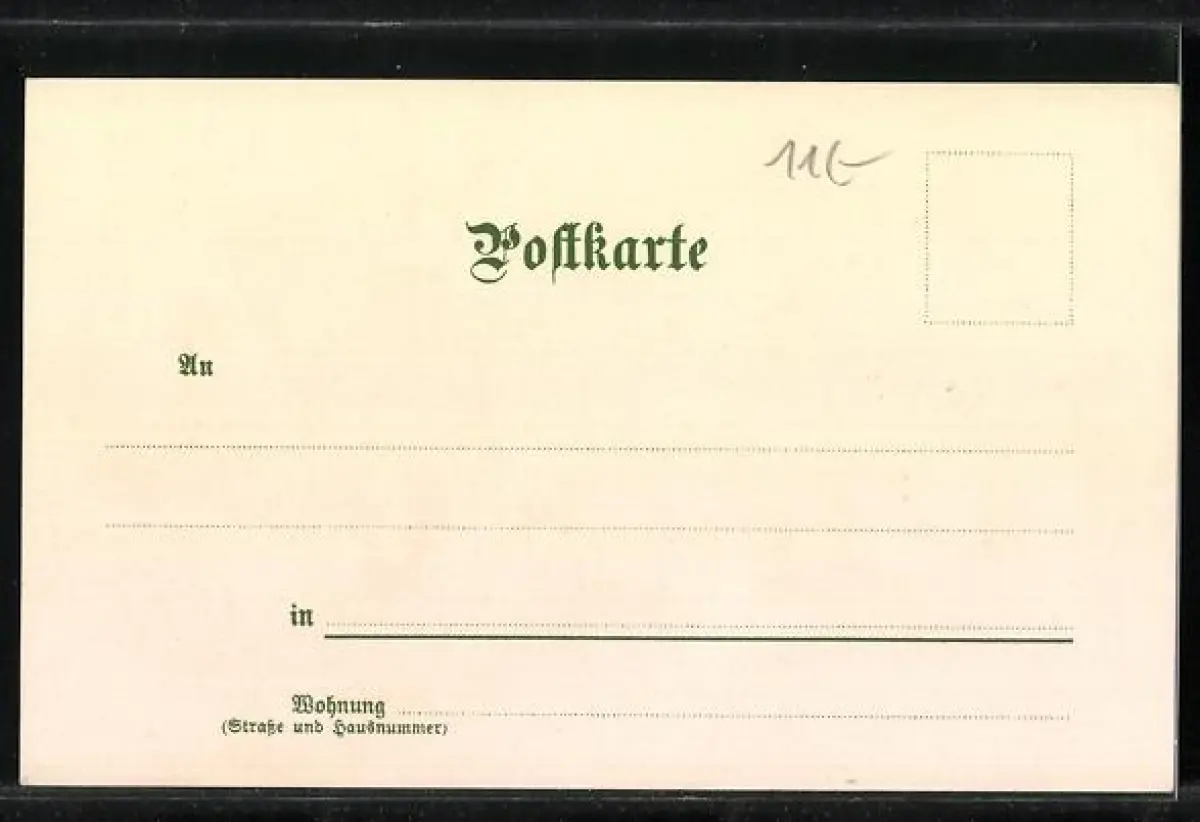 11€
Postkarte
An
in
Wohnung
(Straße und Hausnummer)